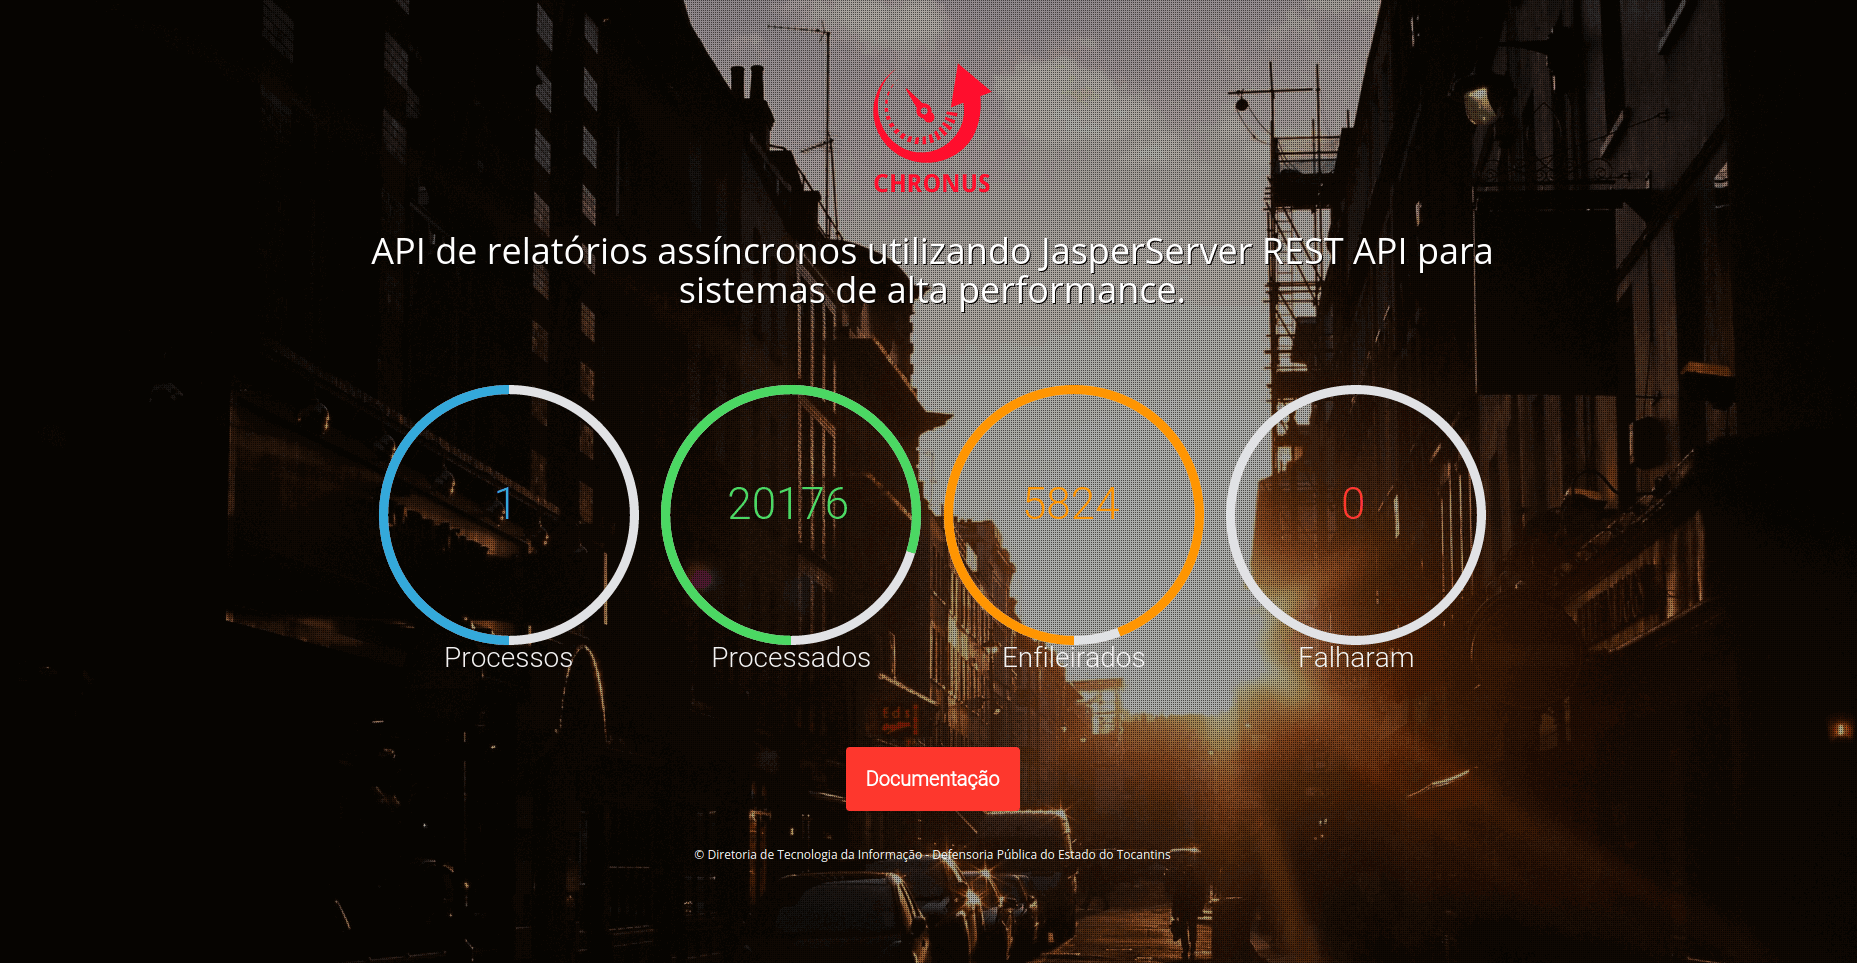 CHRONUS
API de relatórios assíncronos utilizando JasperServer REST API para
sistemas de alta performance.
1
20176
5824
0
Processos
Processados
Enfileirados
Falharam
Documentação
© Diretoria de Tecnologia da Informação - Defensoria Pública do Estado do Tocantins